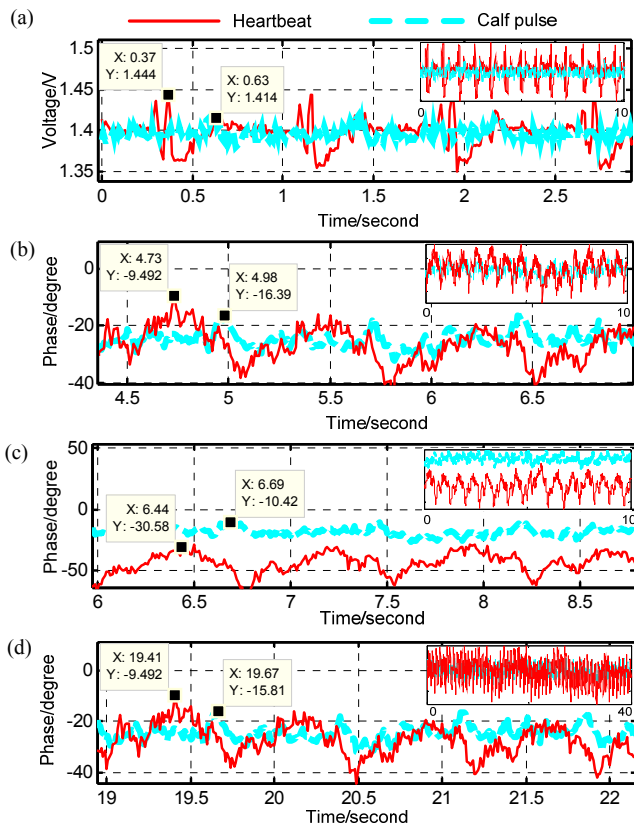 Heartbeat Calf pulse
(a)
X: 0.37
Y: 1.444
X: 0.63
Y: 1.414
Voltage/V
1.5
1.45
1.4
1.35
0 10
0 0.5 1 1.5 2 2.5
Time/second
(b)
X: 4.73
Y: -9.492
X: 4.98
Y: -16.39
Phase/degree
0
-20
-40
0 10
4.5 5 5.5 6 6.5
Time/second
(c)
X: 6.44
Y: -30.58
X: 6.69
Y: -10.42
Phase/degree
50
0
-50
0 10
6 6.5 7 7.5 8 8.5
Time/second
(d)
X: 19.41
Y: -9.492
X: 19.67
Y: -15.81
Phase/degree
0
-20
-40
0 40
19 19.5 20 20.5 21 21.5 22
Time/second